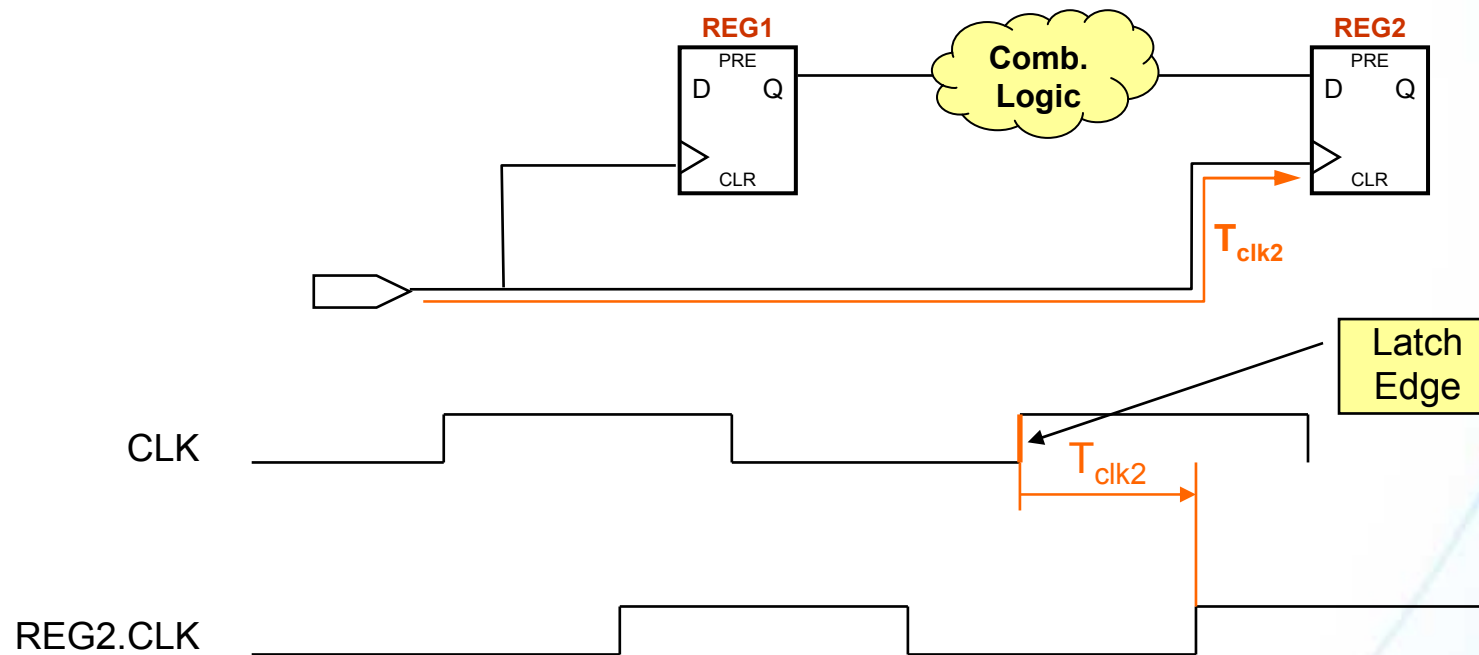 REG1
PRE
D Q
CLR
Comb.
Logic
REG2
PRE
D Q
CLR
Tclk2
Latch
Edge
CLK
Tclk2
REG2.CLK